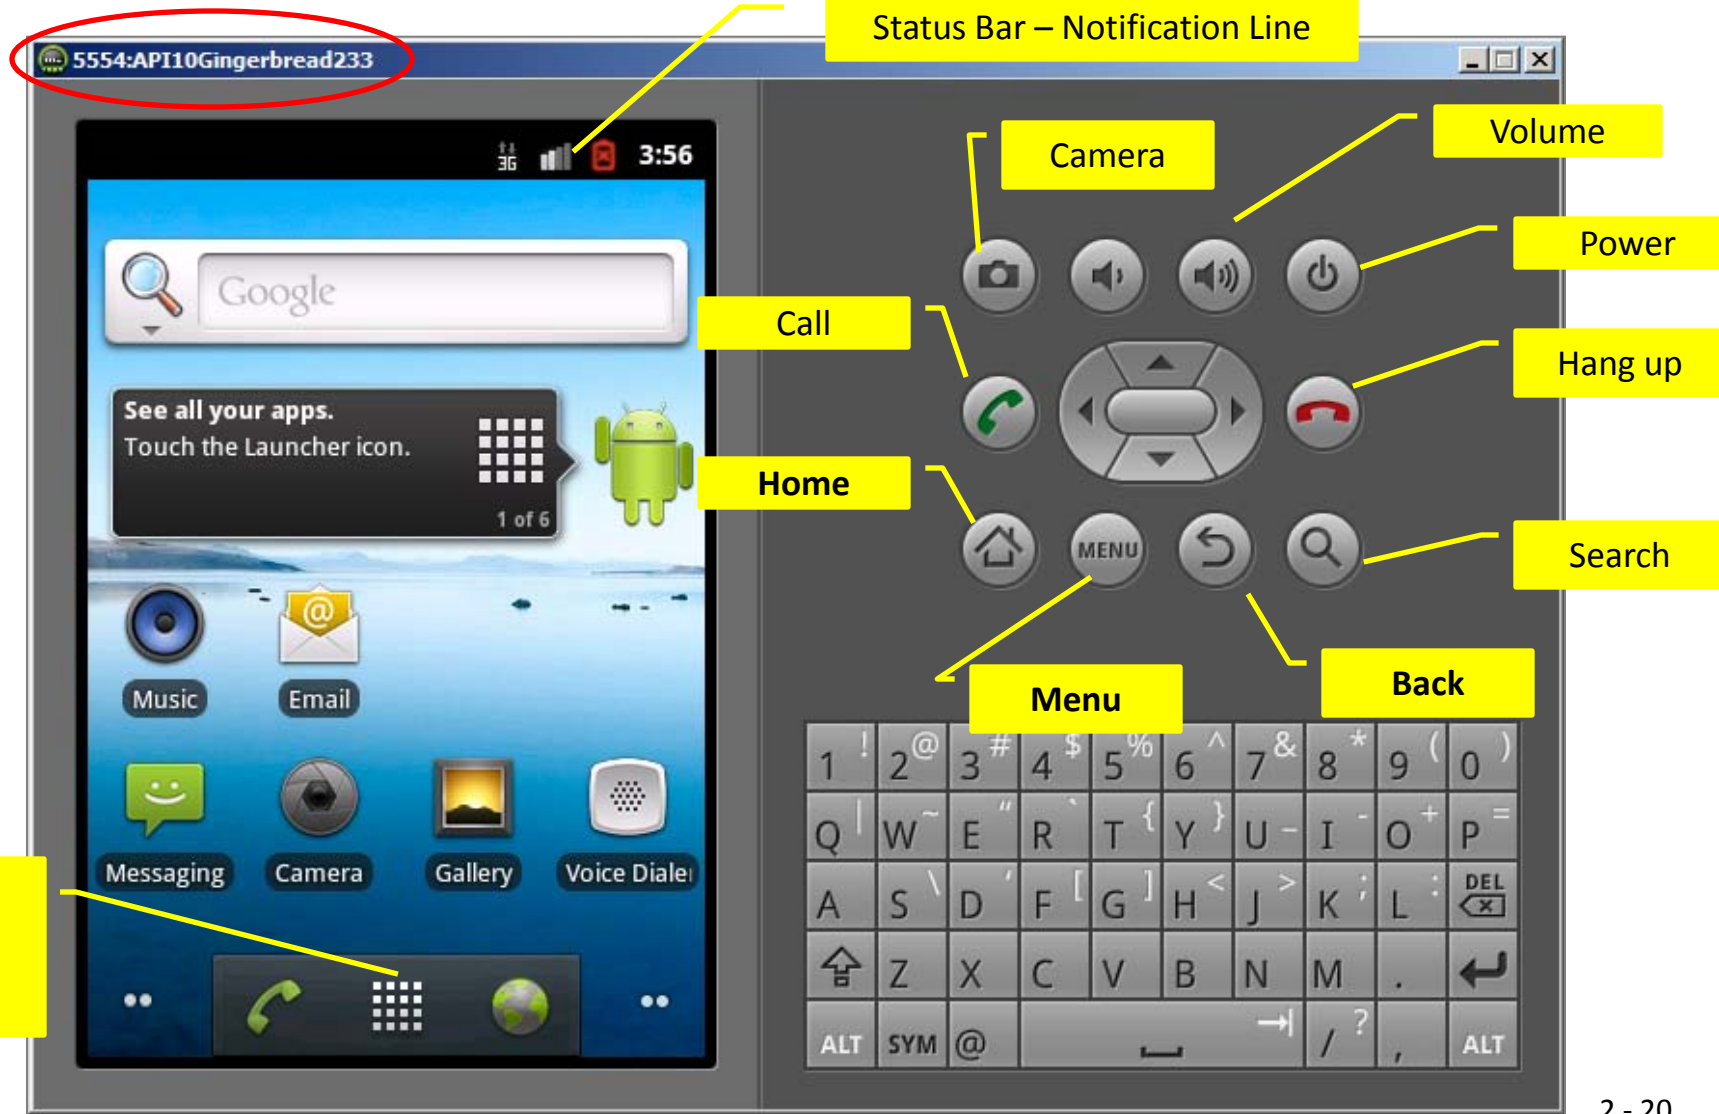 Status Bar – Notification Line
5554:API10Gingerbread233
3G
3:56
Camera
Volume
Power
Google
Call
Hang up
See all your apps.
Touch the Launcher icon.
1 of 6
Home
MENU
Search
Music
Email
Menu
Back
1 ! 2 @ 3 # 4 $ 5 % 6 ^ 7 & 8 * 9 ( 0 )
Q | W ~ E " R ` T { Y } U _ I - O + P =
A S \ D ' F [ G ] H < J > K ; L : DEL
Z X C V B N M .
ALT SYM @ / ? , ALT
Messaging
Camera
Gallery
Voice Dialer
2 - 20